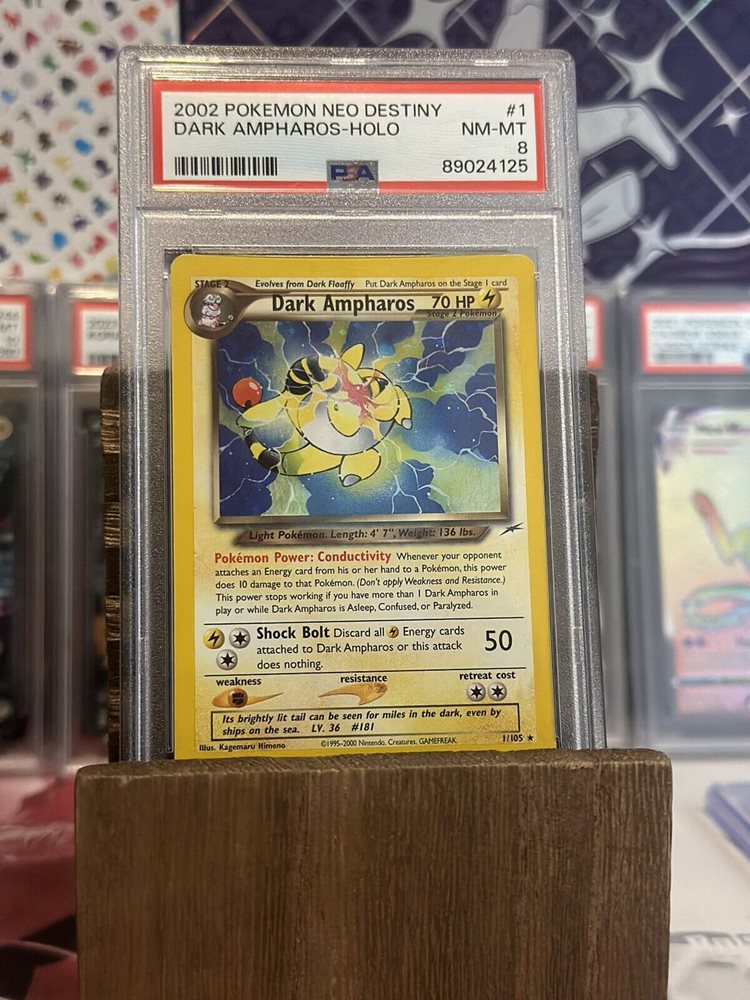 2002 POKEMON NEO DESTINY #1
DARK AMPHAROS-HOLO NM-MT
8
PSA 89024125
STAGE 2 Evolves from Dark Flaaffy Put Dark Ampharos on the Stage 1 card
Dark Ampharos 70 HP
Stage 2 Pokémon
Light Pokémon. Length: 4' 7", Weight: 136 lbs.
Pokémon Power: Conductivity Whenever your opponent
attaches an Energy card from his or her hand to a Pokémon, this power
does 10 damage to that Pokémon. (Don't apply Weakness and Resistance.)
This power stops working if you have more than 1 Dark Ampharos in
play or while Dark Ampharos is Asleep, Confused, or Paralyzed.
Shock Bolt Discard all Energy cards
attached to Dark Ampharos or this attack
does nothing.
50
weakness resistance retreat cost
Its brightly lit tail can be seen for miles in the dark, even by
ships on the sea. LV. 36 #181
Illus. Kagemaru Himeno ©1995-2000 Nintendo, Creatures, GAMEFREAK. 1/105 ★